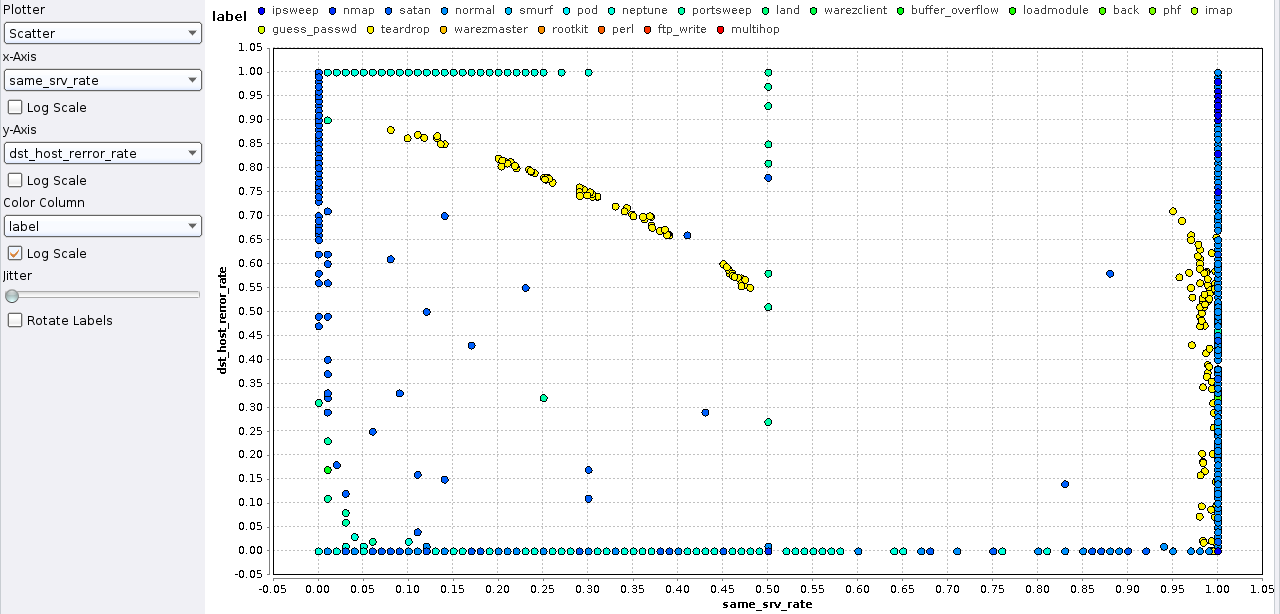 Plotter
Scatter
x-Axis
same_srv_rate
Log Scale
y-Axis
dst_host_rerror_rate
Log Scale
Color Column
label
Log Scale
Jitter
Rotate Labels
label ipsweep nmap satan normal smurf pod neptune portsweep land warezclient buffer_overflow loadmodule back phf imap
guess_passwd teardrop warezmaster rootkit perl ftp_write multihop
1.05
1.00
0.95
0.90
0.85
0.80
0.75
0.70
0.65
0.60
0.55
0.50
0.45
0.40
0.35
0.30
0.25
0.20
0.15
0.10
0.05
0.00
-0.05
dst_host_rerror_rate
-0.05 0.00 0.05 0.10 0.15 0.20 0.25 0.30 0.35 0.40 0.45 0.50 0.55 0.60 0.65 0.70 0.75 0.80 0.85 0.90 0.95 1.00 1.05
same_srv_rate